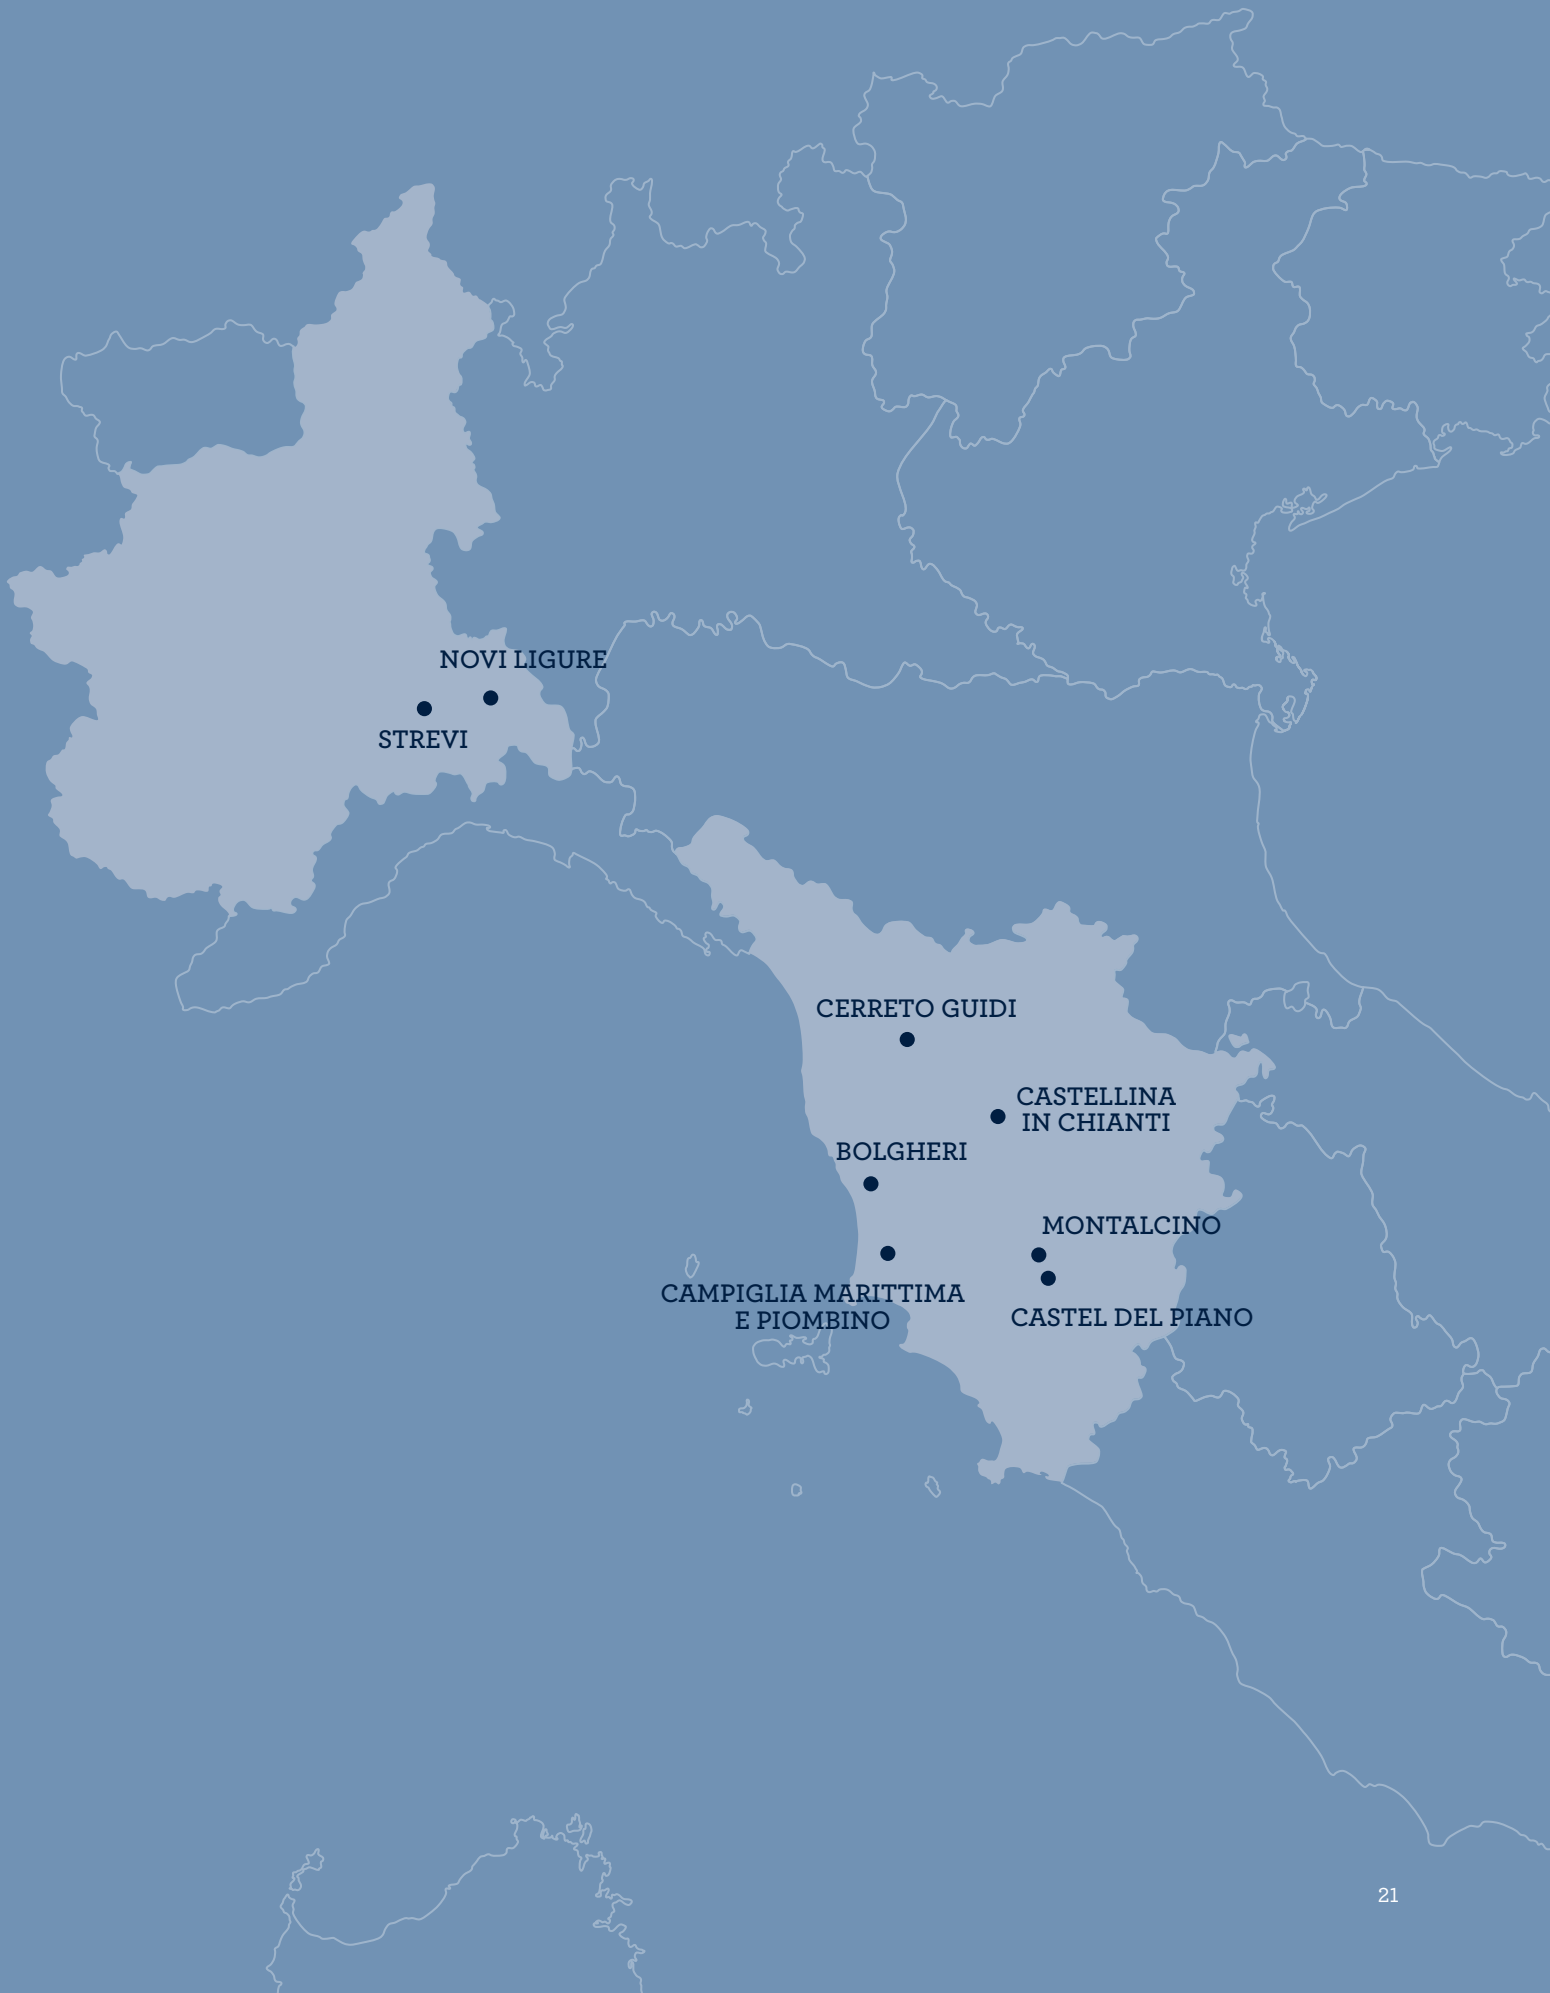 NOVI LIGURE
STREVI
CERRETO GUIDI
CASTELLINA
IN CHIANTI
BOLGHERI
MONTALCINO
CAMPIGLIA MARITTIMA
E PIOMBINO
CASTEL DEL PIANO
21